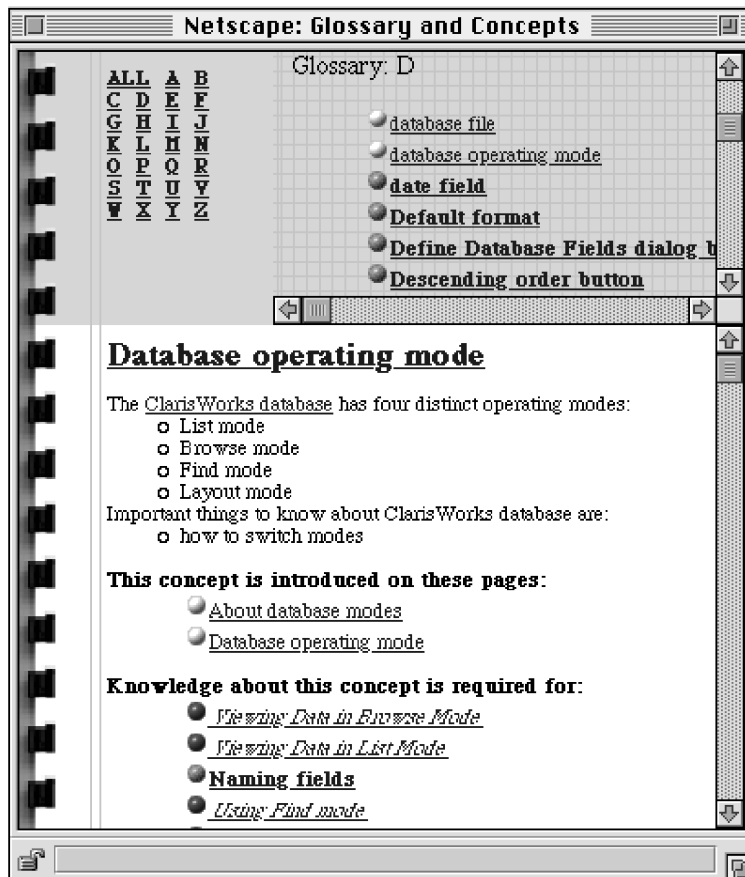 Netscape: Glossary and Concepts
ALL A B
C D E F
G H I J
K L M N
O P Q R
S T U V
W X Y Z
Glossary: D
database file
database operating mode
date field
Default format
Define Database Fields dialog b
Descending order button
Database operating mode
The ClarisWorks database has four distinct operating modes:
List mode
Browse mode
Find mode
Layout mode
Important things to know about ClarisWorks database are:
how to switch modes
This concept is introduced on these pages:
About database modes
Database operating mode
Knowledge about this concept is required for:
Viewing Data in Browse Mode
Viewing Data in List Mode
Naming fields
Using Find mode